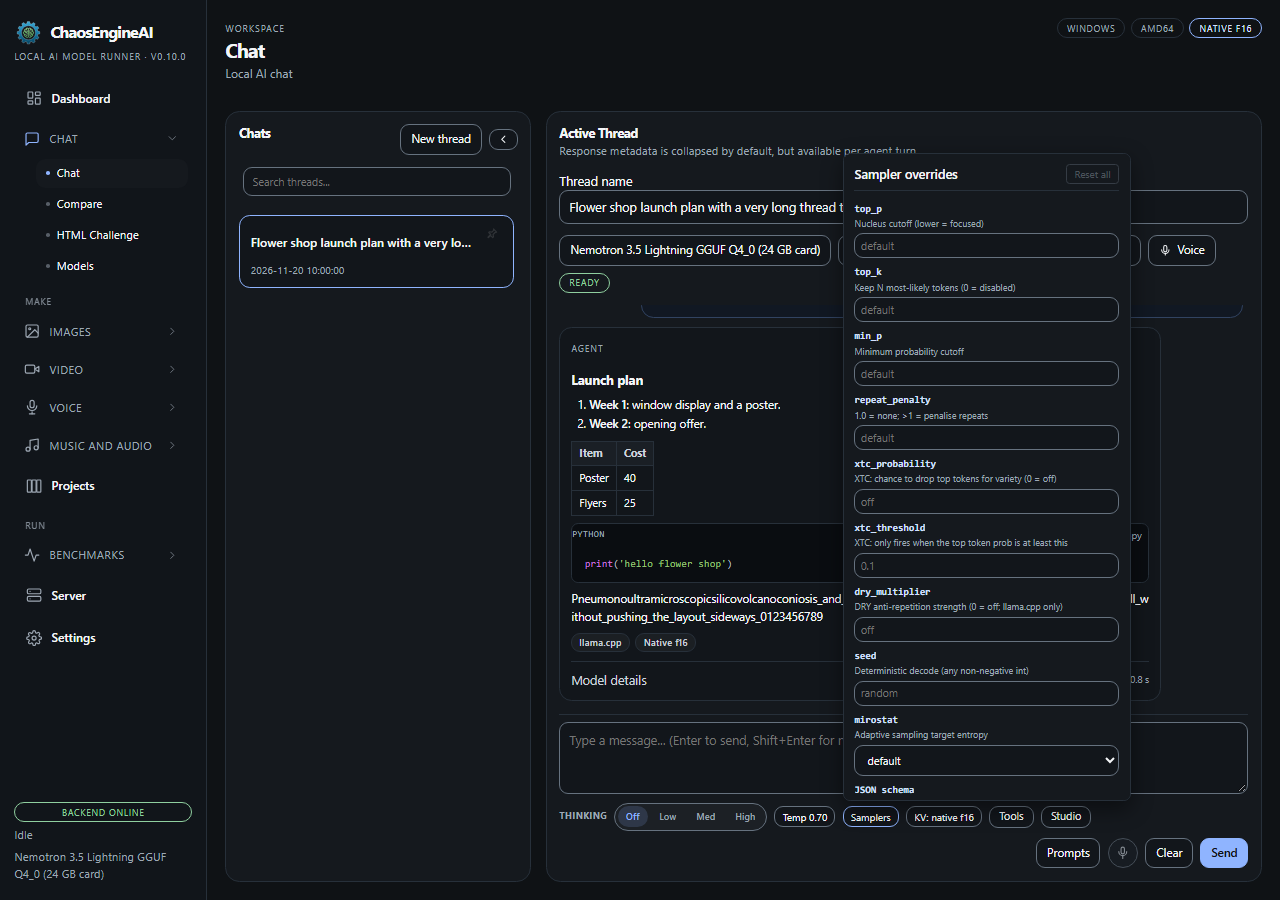 ChaosEngineAI
LOCAL AI MODEL RUNNER · V0.10.0
Dashboard
CHAT
Chat
Compare
HTML Challenge
Models
MAKE
IMAGES
VIDEO
VOICE
MUSIC AND AUDIO
Projects
RUN
BENCHMARKS
Server
Settings
BACKEND ONLINE
Idle
Nemotron 3.5 Lightning GGUF
Q4_0 (24 GB card)
WORKSPACE
Chat
Local AI chat
WINDOWS
AMD64
NATIVE F16
Chats
New thread
Search threads...
Flower shop launch plan with a very lo...
2026-11-20 10:00:00
Active Thread
Response metadata is collapsed by default, but available per agent turn
Thread name
Flower shop launch plan with a very long thread t
Nemotron 3.5 Lightning GGUF Q4_0 (24 GB card)
Voice
READY
AGENT
Launch plan
1. Week 1: window display and a poster.
2. Week 2: opening offer.
Item Cost
Poster 40
Flyers 25
PYTHON
py
print('hello flower shop')
Pneumonoultramicroscopicsilicovolcanoconiosis_and_ ll_w
ithout_pushing_the_layout_sideways_0123456789
llama.cpp
Native f16
Model details
0.8 s
Type a message... (Enter to send, Shift+Enter for n
THINKING
Off
Low
Med
High
Temp 0.70
Samplers
KV: native f16
Tools
Studio
Prompts
Clear
Send
Sampler overrides
Reset all
top_p
Nucleus cutoff (lower = focused)
default
top_k
Keep N most-likely tokens (0 = disabled)
default
min_p
Minimum probability cutoff
default
repeat_penalty
1.0 = none; >1 = penalise repeats
default
xtc_probability
XTC: chance to drop top tokens for variety (0 = off)
off
xtc_threshold
XTC: only fires when the top token prob is at least this
0.1
dry_multiplier
DRY anti-repetition strength (0 = off; llama.cpp only)
off
seed
Deterministic decode (any non-negative int)
random
mirostat
Adaptive sampling target entropy
default
JSON schema